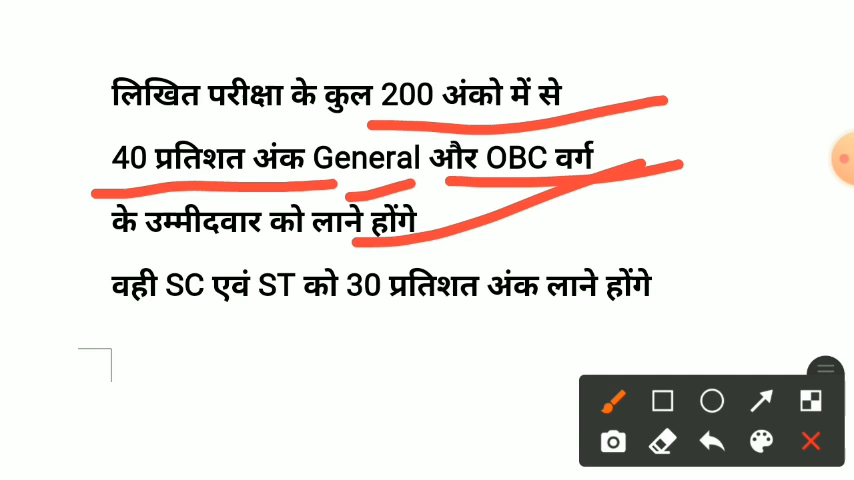 लिखित परीक्षा के कुल 200 अंको में से
40 प्रतिशत अंक General और OBC वर्ग
के उम्मीदवार को लाने होंगे
वही SC एवं ST को 30 प्रतिशत अंक लाने होंगे